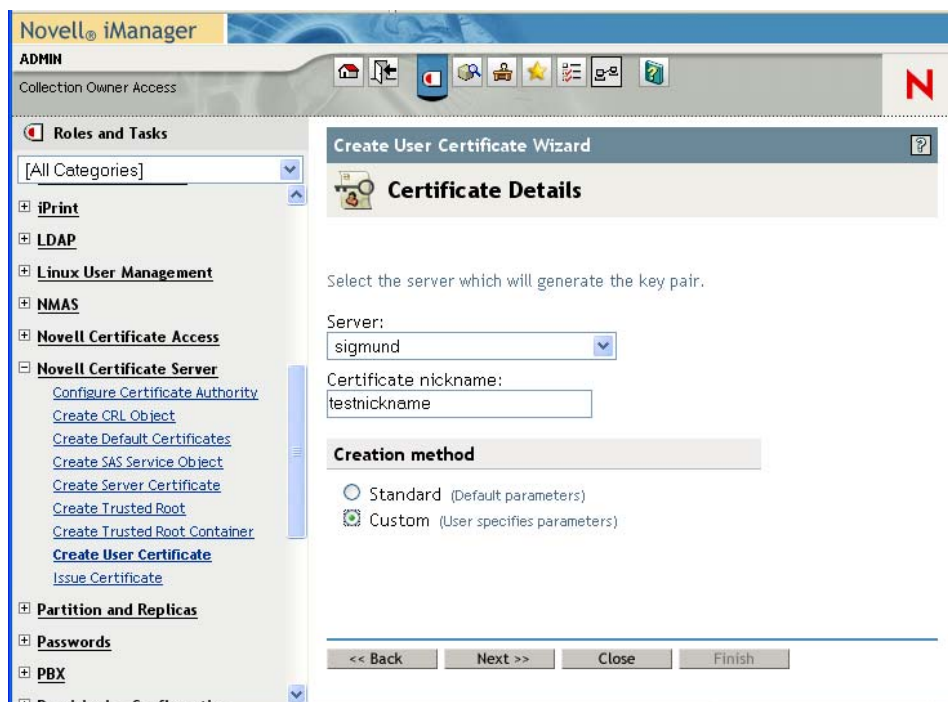 Novell® iManager
ADMIN
Collection Owner Access
N
Roles and Tasks
[All Categories]
iPrint
LDAP
Linux User Management
NMAS
Novell Certificate Access
Novell Certificate Server
Configure Certificate Authority
Create CRL Object
Create Default Certificates
Create SAS Service Object
Create Server Certificate
Create Trusted Root
Create Trusted Root Container
Create User Certificate
Issue Certificate
Partition and Replicas
Passwords
PBX
Create User Certificate Wizard
?
Certificate Details
Select the server which will generate the key pair.
Server:
sigmund
Certificate nickname:
testnickname
Creation method
Standard (Default parameters)
Custom (User specifies parameters)
<< Back
Next >>
Close
Finish